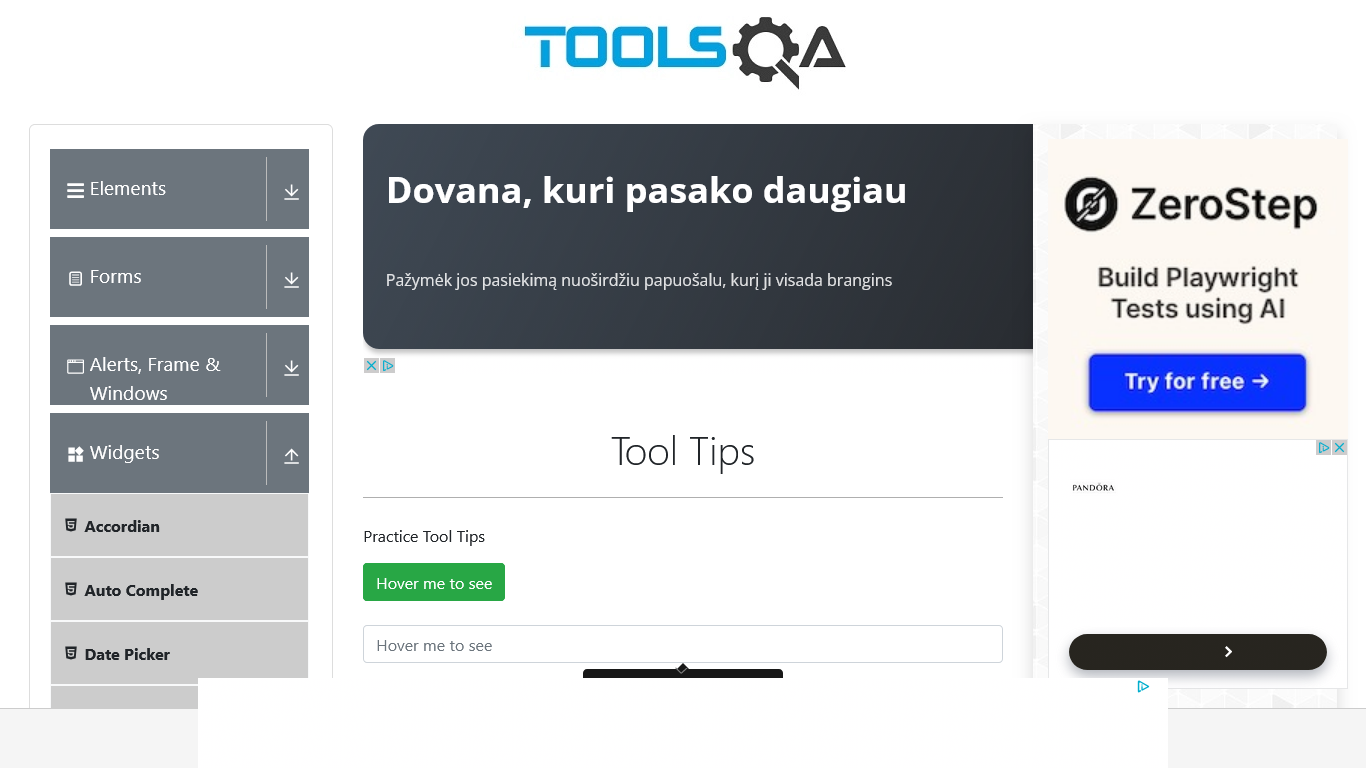 TOOLSQA
Elements
Forms
Alerts, Frame &
Windows
Widgets
Accordian
Auto Complete
Date Picker
Dovana, kuri pasako daugiau
Pažymėk jos pasiekimą nuoširdžiu papuošalu, kurį ji visada brangins
Tool Tips
Practice Tool Tips
Hover me to see
Hover me to see
ZeroStep
Build Playwright
Tests using AI
Try for free →
PANDÖRA